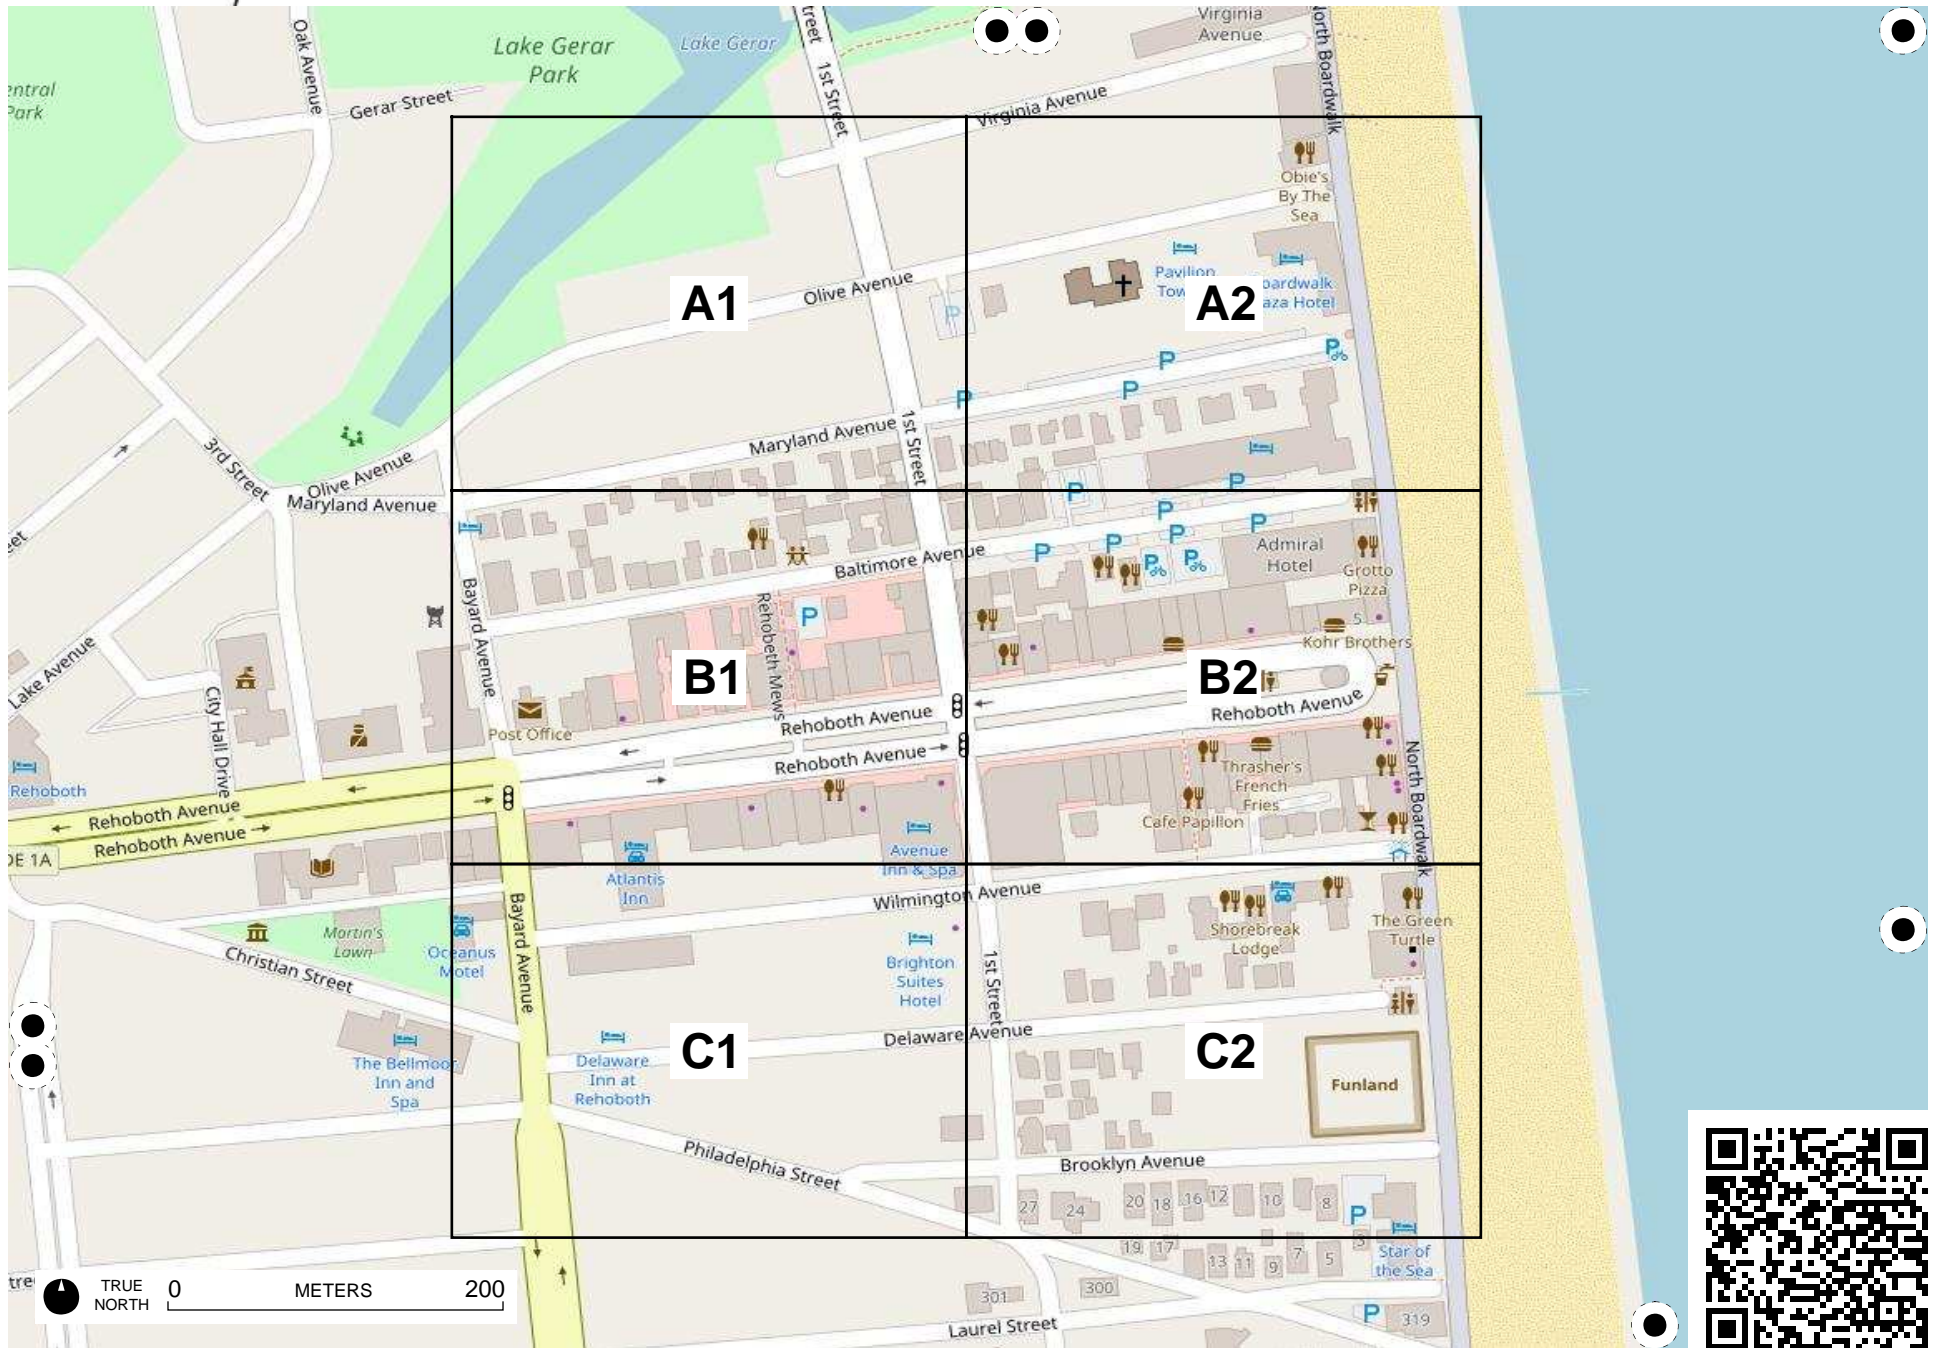 Oak Avenue
Lake Gerar
Park
Lake Gerar
1st Street
Virginia
Avenue
North Boardwalk
Gerar Street
Virginia Avenue
Obie's
By The
Sea
Olive Avenue
A1
Pavilion
A2
Maryland Avenue
1st Street
3rd Street
Olive Avenue
Maryland Avenue
Baltimore Avenue
Admiral
Hotel
Grotto
Pizza
Bayard Avenue
Rehobeth Mews
5
Kohr Brothers
Lake Avenue
City Hall Drive
B1
B2
Post Office
Rehoboth Avenue
Rehoboth Avenue
Rehoboth Avenue
Thrasher's
French
Fries
Cafe Papillon
North Boardwalk
Rehoboth
Rehoboth Avenue
Rehoboth Avenue
DE 1A
Atlantis
Inn
Avenue
Inn & Spa
Wilmington Avenue
Martin's
Lawn
Oceanus
Motel
Christian Street
Bayard Avenue
Brighton
Suites
Hotel
1st Street
Shorebreak
Lodge
The Green
Turtle
Delaware Avenue
The Bellmoor
Inn and
Spa
Delaware
Inn at
Rehoboth
C1
C2
Funland
Philadelphia Street
Brooklyn Avenue
27
24
20
18
16
12
10
8
3
19
17
13
11
9
7
5
Star of
the Sea
301
300
319
Laurel Street
TRUE
NORTH
0
METERS
200